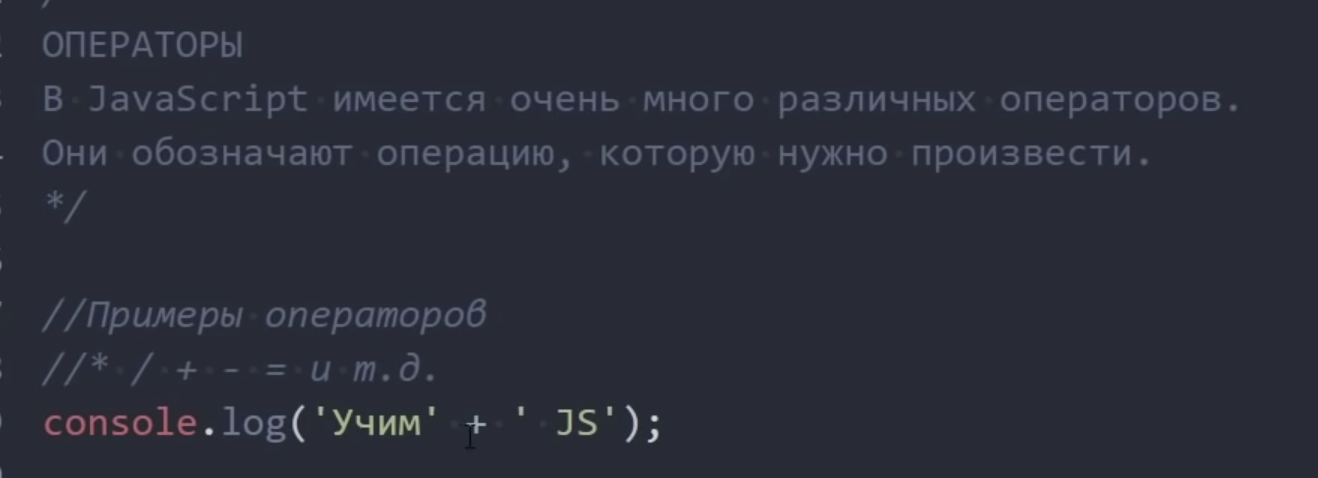 ОПЕРАТОРЫ
В JavaScript имеется очень много различных операторов.
Они обозначают операцию, которую нужно произвести.
*/
//Примеры операторов
//* / + - = и т.д.
console.log('Учим' + ' JS');